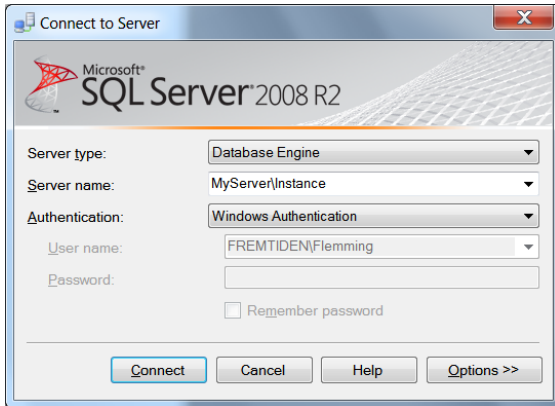 Connect to Server
Microsoft®
SQL Server® 2008 R2
Server type: Database Engine
Server name: MyServer\Instance
Authentication: Windows Authentication
User name: FREMTIDEN\Flemming
Password:
Remember password
Connect Cancel Help Options >>